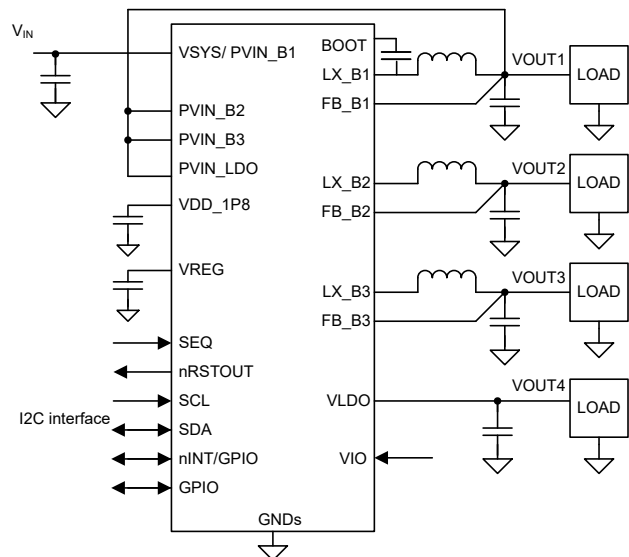 VIN
VSYS/ PVIN_B1
PVIN_B2
PVIN_B3
PVIN_LDO
VDD_1P8
VREG
SEQ
nRSTOUT
SCL
I2C interface
SDA
nINT/GPIO
GPIO
GNDs
BOOT
LX_B1
FB_B1
VOUT1
LOAD
LX_B2
FB_B2
VOUT2
LOAD
LX_B3
FB_B3
VOUT3
LOAD
VLDO
VOUT4
LOAD
VIO